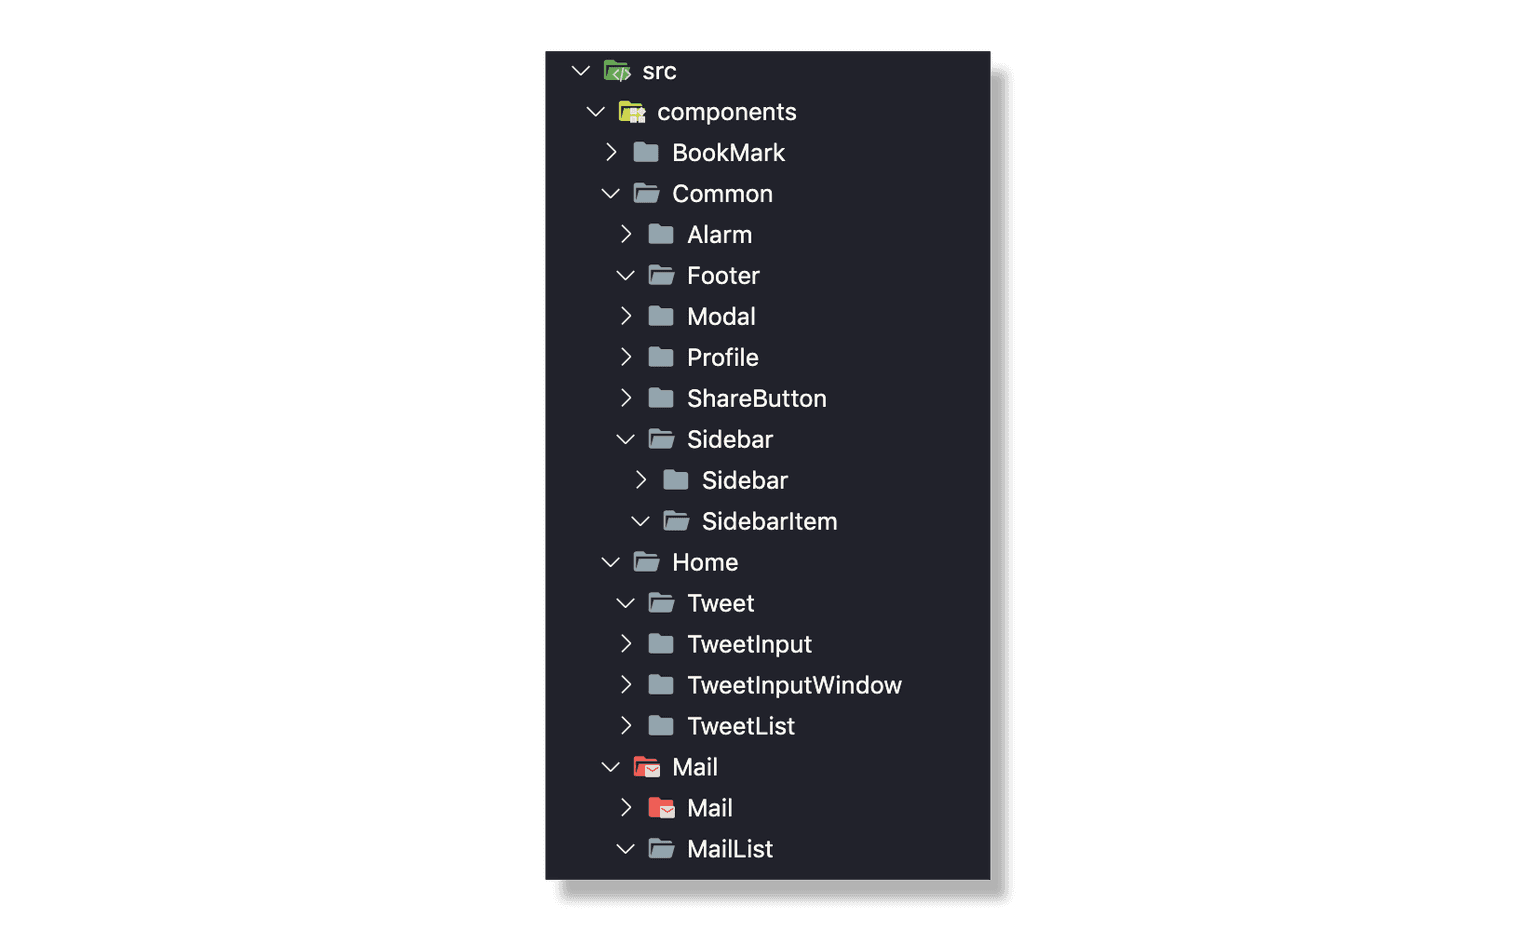 src
components
BookMark
Common
Alarm
Footer
Modal
Profile
ShareButton
Sidebar
Sidebar
SidebarItem
Home
Tweet
TweetInput
TweetInputWindow
TweetList
Mail
Mail
MailList